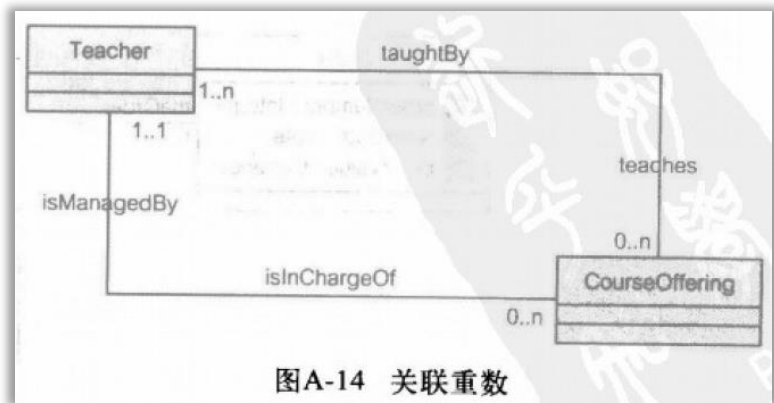 Teacher
taughtBy
1..n
1..1
teaches
isManagedBy
0..n
isInChargeOf
CourseOffering
0..n
图A-14 关联重数